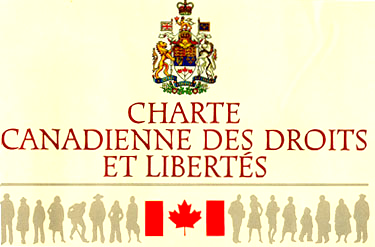 CHARTE
CANADIENNE DES DROITS
ET LIBERTÉS